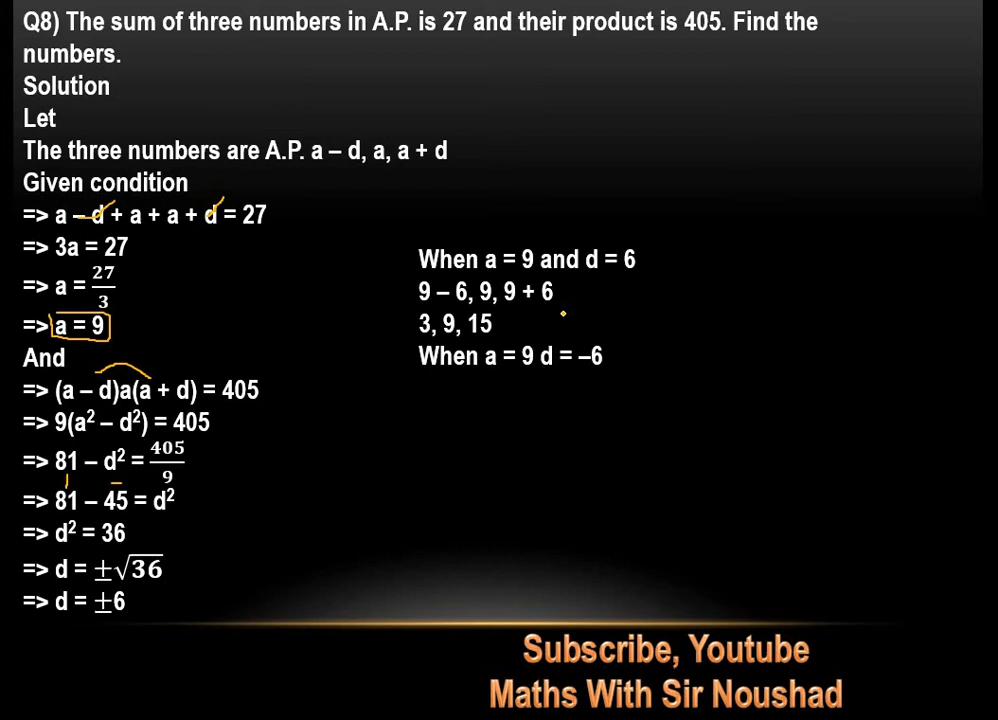 Q8) The sum of three numbers in A.P. is 27 and their product is 405. Find the
numbers.
Solution
Let
The three numbers are A.P. a – d, a, a + d
Given condition
=> a – d + a + a + d = 27
=> 3a = 27
=> a = 27/3
=> a = 9
And
=> (a – d)a(a + d) = 405
=> 9(a² – d²) = 405
=> 81 – d² = 405/9
=> 81 – 45 = d²
=> d² = 36
=> d = ±√36
=> d = ±6
When a = 9 and d = 6
9 – 6, 9, 9 + 6
3, 9, 15
When a = 9 d = –6
Subscribe, Youtube
Maths With Sir Noushad